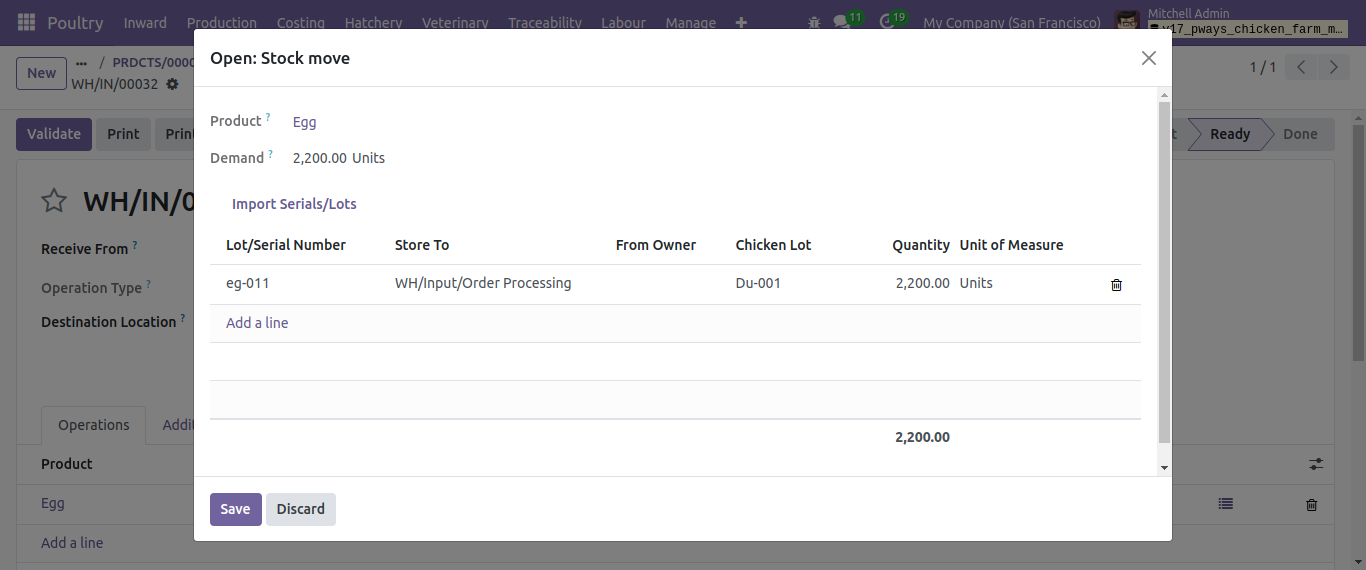 Poultry Inward Production Costing Hatchery Veterinary Traceability Labour Manage 11 19 My Company (San Francisco) Mitchell Admin
v17_pways_chicken_farm_m...
New ... / PRDCTS/0000
WH/IN/00032
1 / 1
Validate Print Ready Done
WH/IN/0
Receive From ?
Operation Type ?
Destination Location ?
Operations
Product
Egg
Add a line
Open: Stock move
Product ? Egg
Demand ? 2,200.00 Units
Import Serials/Lots
Lot/Serial Number Store To From Owner Chicken Lot Quantity Unit of Measure
eg-011 WH/Input/Order Processing Du-001 2,200.00 Units
Add a line
2,200.00
Save Discard